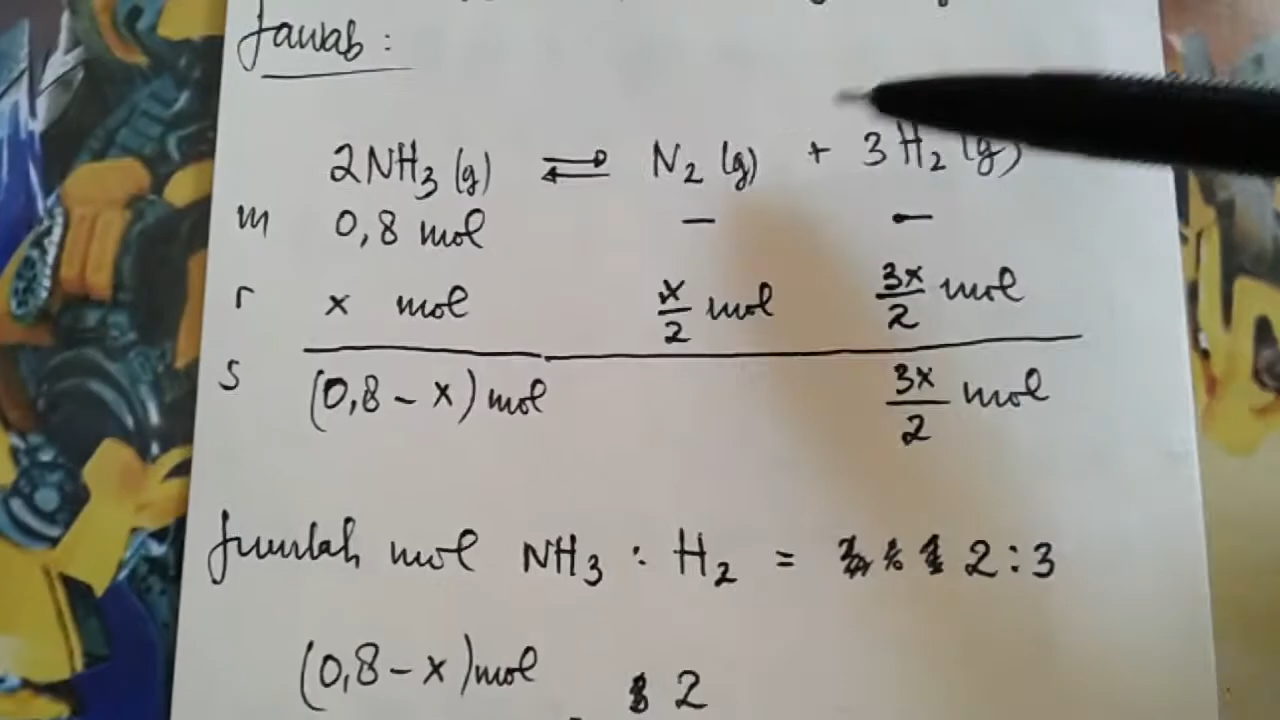 Jawab :
2NH₃ (g) ⇌ N₂ (g) + 3H₂ (g)
m 0,8 mol – –
r x mol x/2 mol 3x/2 mol
s (0,8 – x) mol 3x/2 mol
Jumlah mol NH₃ : H₂ = 2 : 3
(0,8 – x) mol 2